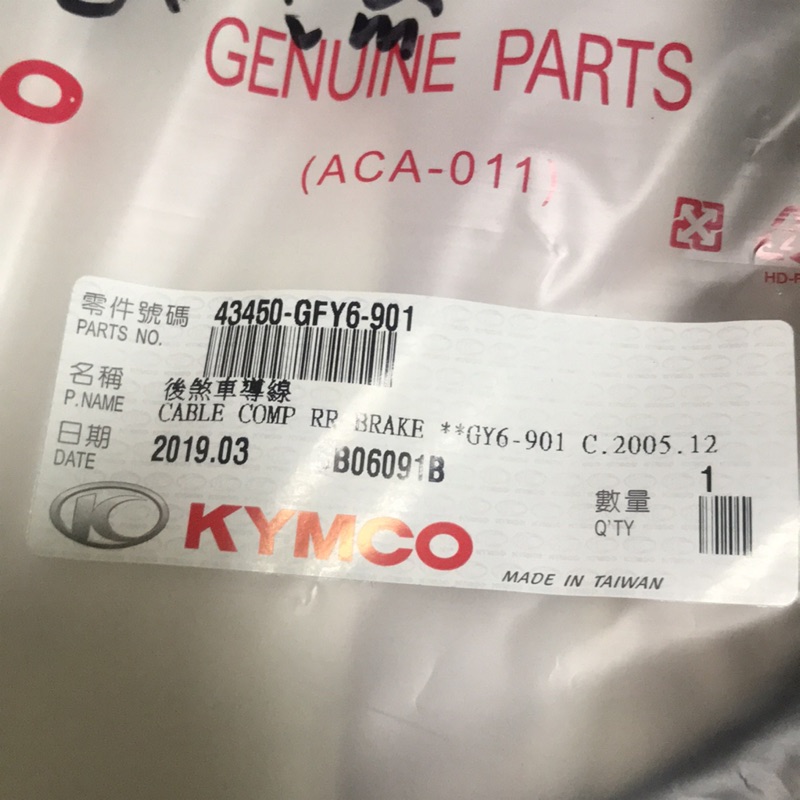 GENUINE PARTS
(ACA-011)
零件號碼 43450-GFY6-901
PARTS NO.
名稱 後煞車導線
P.NAME CABLE COMP RR BRAKE **GY6-901 C.2005.12
日期
DATE 2019.03 B06091B
數量 1
Q'TY
KYMCO
MADE IN TAIWAN